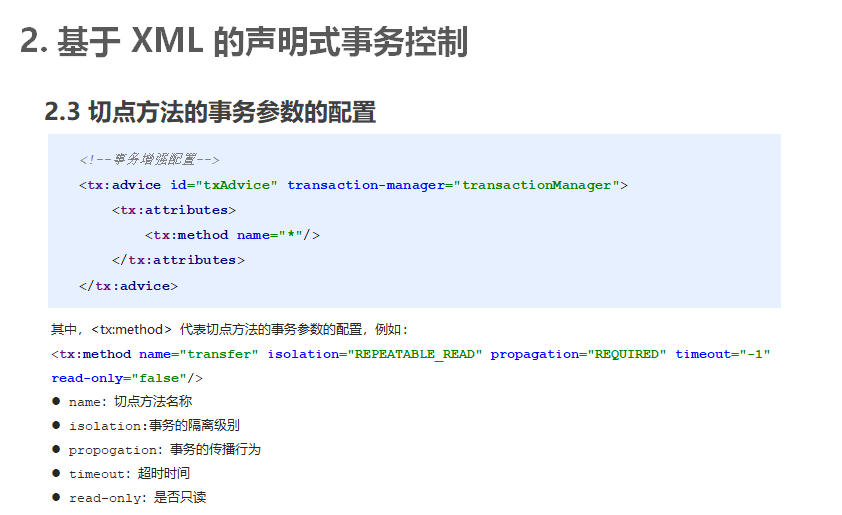 2. 基于 XML 的声明式事务控制
2.3 切点方法的事务参数的配置
<!--事务增强配置-->
<tx:advice id="txAdvice" transaction-manager="transactionManager">
<tx:attributes>
<tx:method name="*"/>
</tx:attributes>
</tx:advice>
其中，<tx:method> 代表切点方法的事务参数的配置，例如：
<tx:method name="transfer" isolation="REPEATABLE_READ" propagation="REQUIRED" timeout="-1"
read-only="false"/>
● name：切点方法名称
● isolation:事务的隔离级别
● propogation：事务的传播行为
● timeout：超时时间
● read-only：是否只读